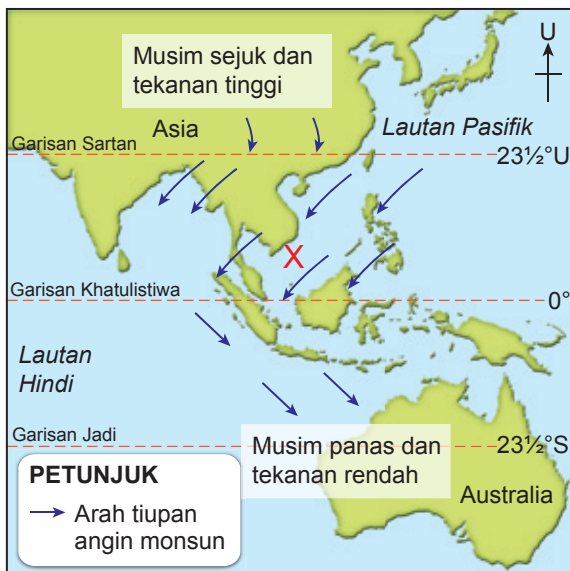 Musim sejuk dan
tekanan tinggi
U
Asia
Lautan Pasifik
Garisan Sartan
23½°U
X
Garisan Khatulistiwa
0°
Lautan
Hindi
Garisan Jadi
23½°S
Musim panas dan
tekanan rendah
Australia
PETUNJUK
Arah tiupan
angin monsun